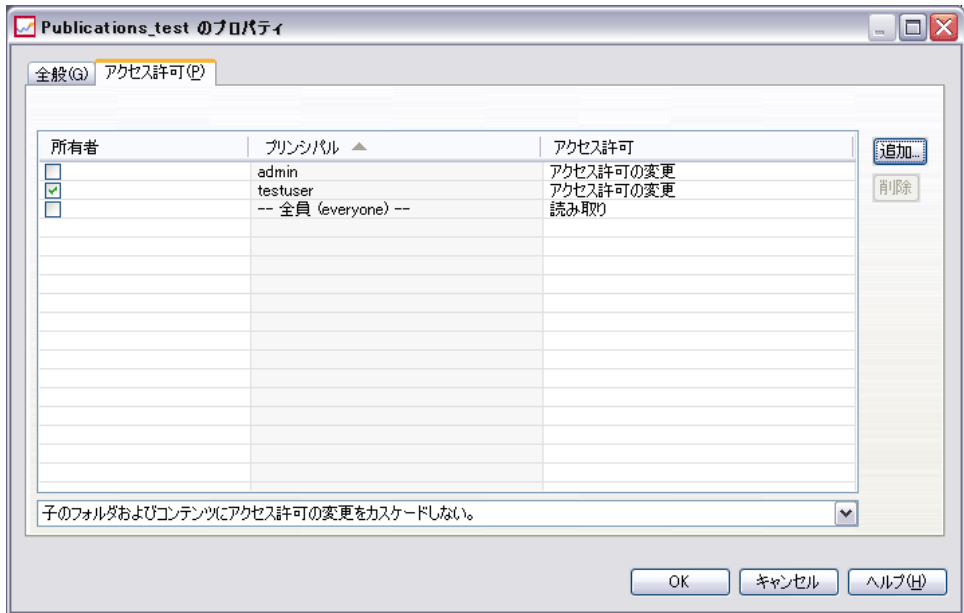 Publications_test のプロパティ
全般(G) アクセス許可(P)
所有者 プリンシパル アクセス許可
追加...
admin アクセス許可の変更
testuser アクセス許可の変更
削除
-- 全員 (everyone) -- 読み取り
子のフォルダおよびコンテンツにアクセス許可の変更をカスケードしない。
OK キャンセル ヘルプ(H)